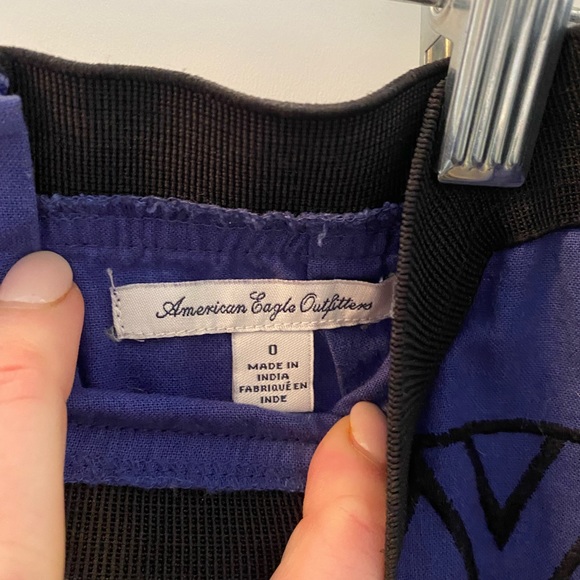 American Eagle Outfitters
0
MADE IN
INDIA
FABRIQUÉ EN
INDE